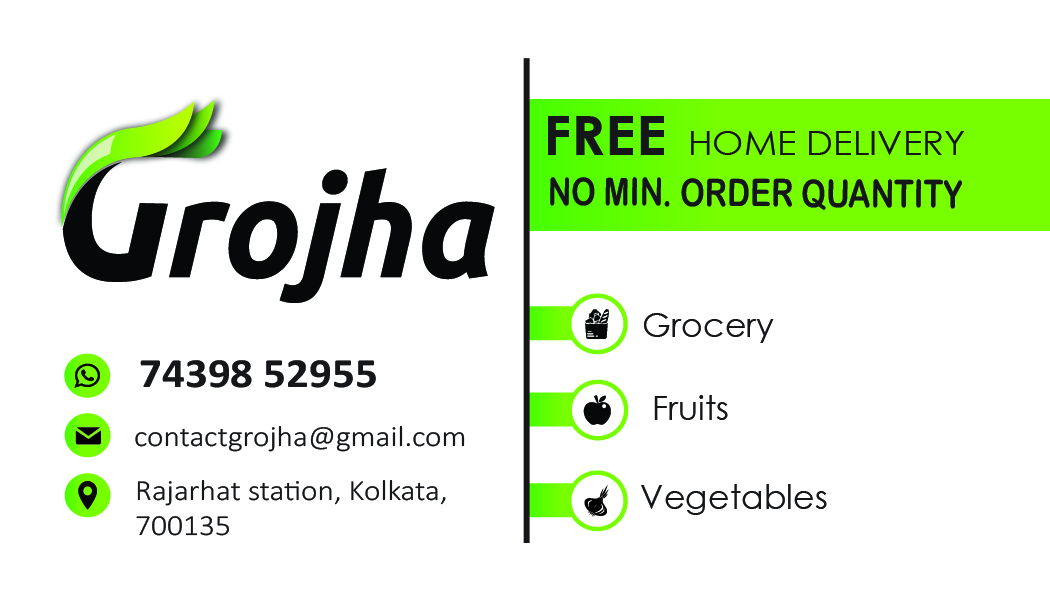 Grojha
74398 52955
contactgrojha@gmail.com
Rajarhat station, Kolkata,
700135
FREE HOME DELIVERY
NO MIN. ORDER QUANTITY
Grocery
Fruits
Vegetables